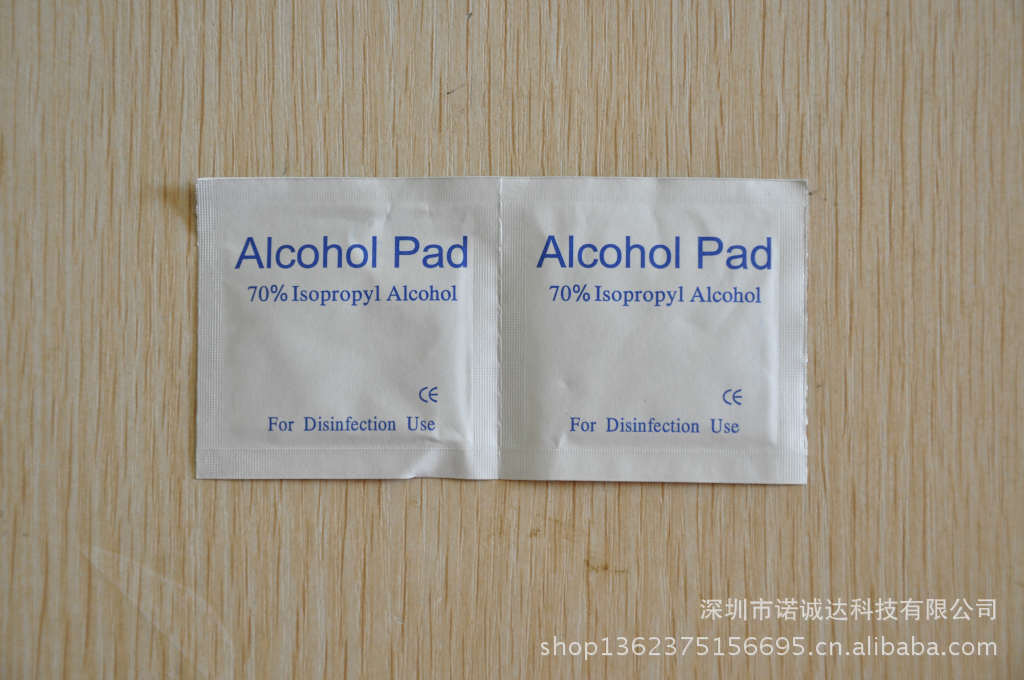 Alcohol Pad
70% Isopropyl Alcohol
CE
For Disinfection Use
Alcohol Pad
70% Isopropyl Alcohol
CE
For Disinfection Use
深圳市诺诚达科技有限公司
shop1362375156695.cn.alibaba.com